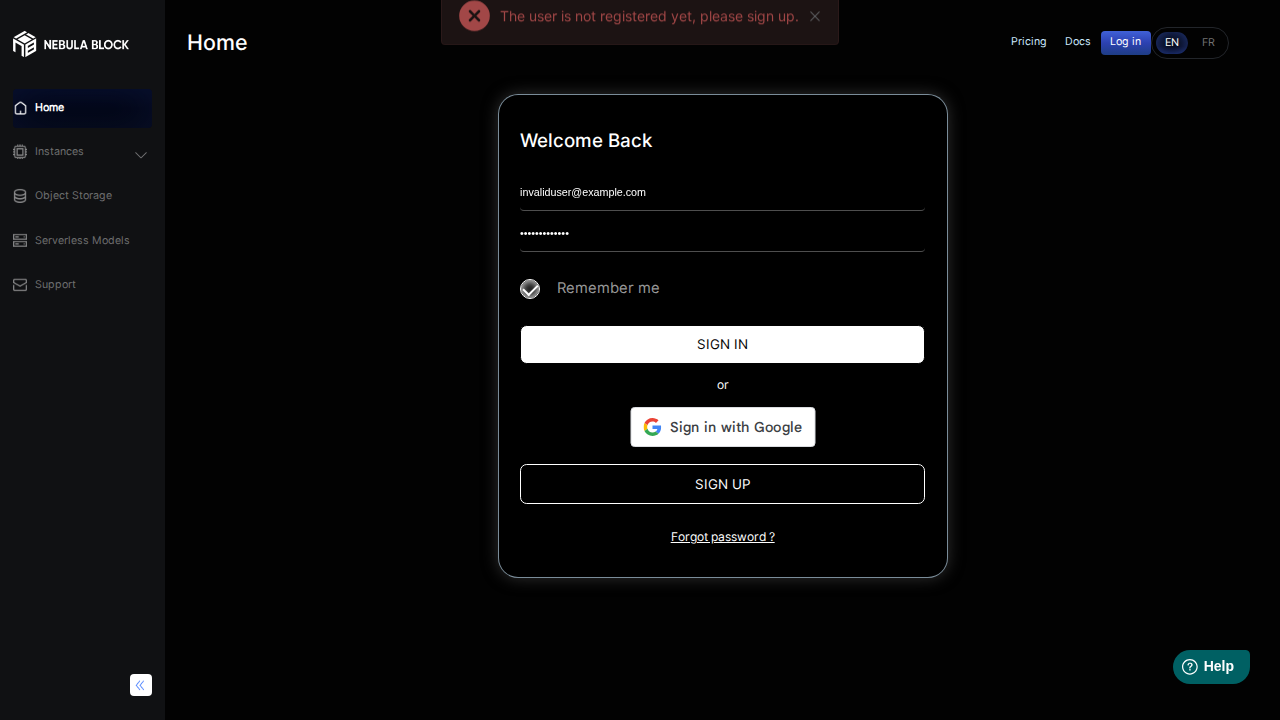 NEBULA BLOCK
Home
Instances
Object Storage
Serverless Models
Support
The user is not registered yet, please sign up.
Home
Pricing
Docs
Log in
EN
FR
Welcome Back
invaliduser@example.com
•••••••••••••
Remember me
SIGN IN
or
Sign in with Google
SIGN UP
Forgot password ?
Help